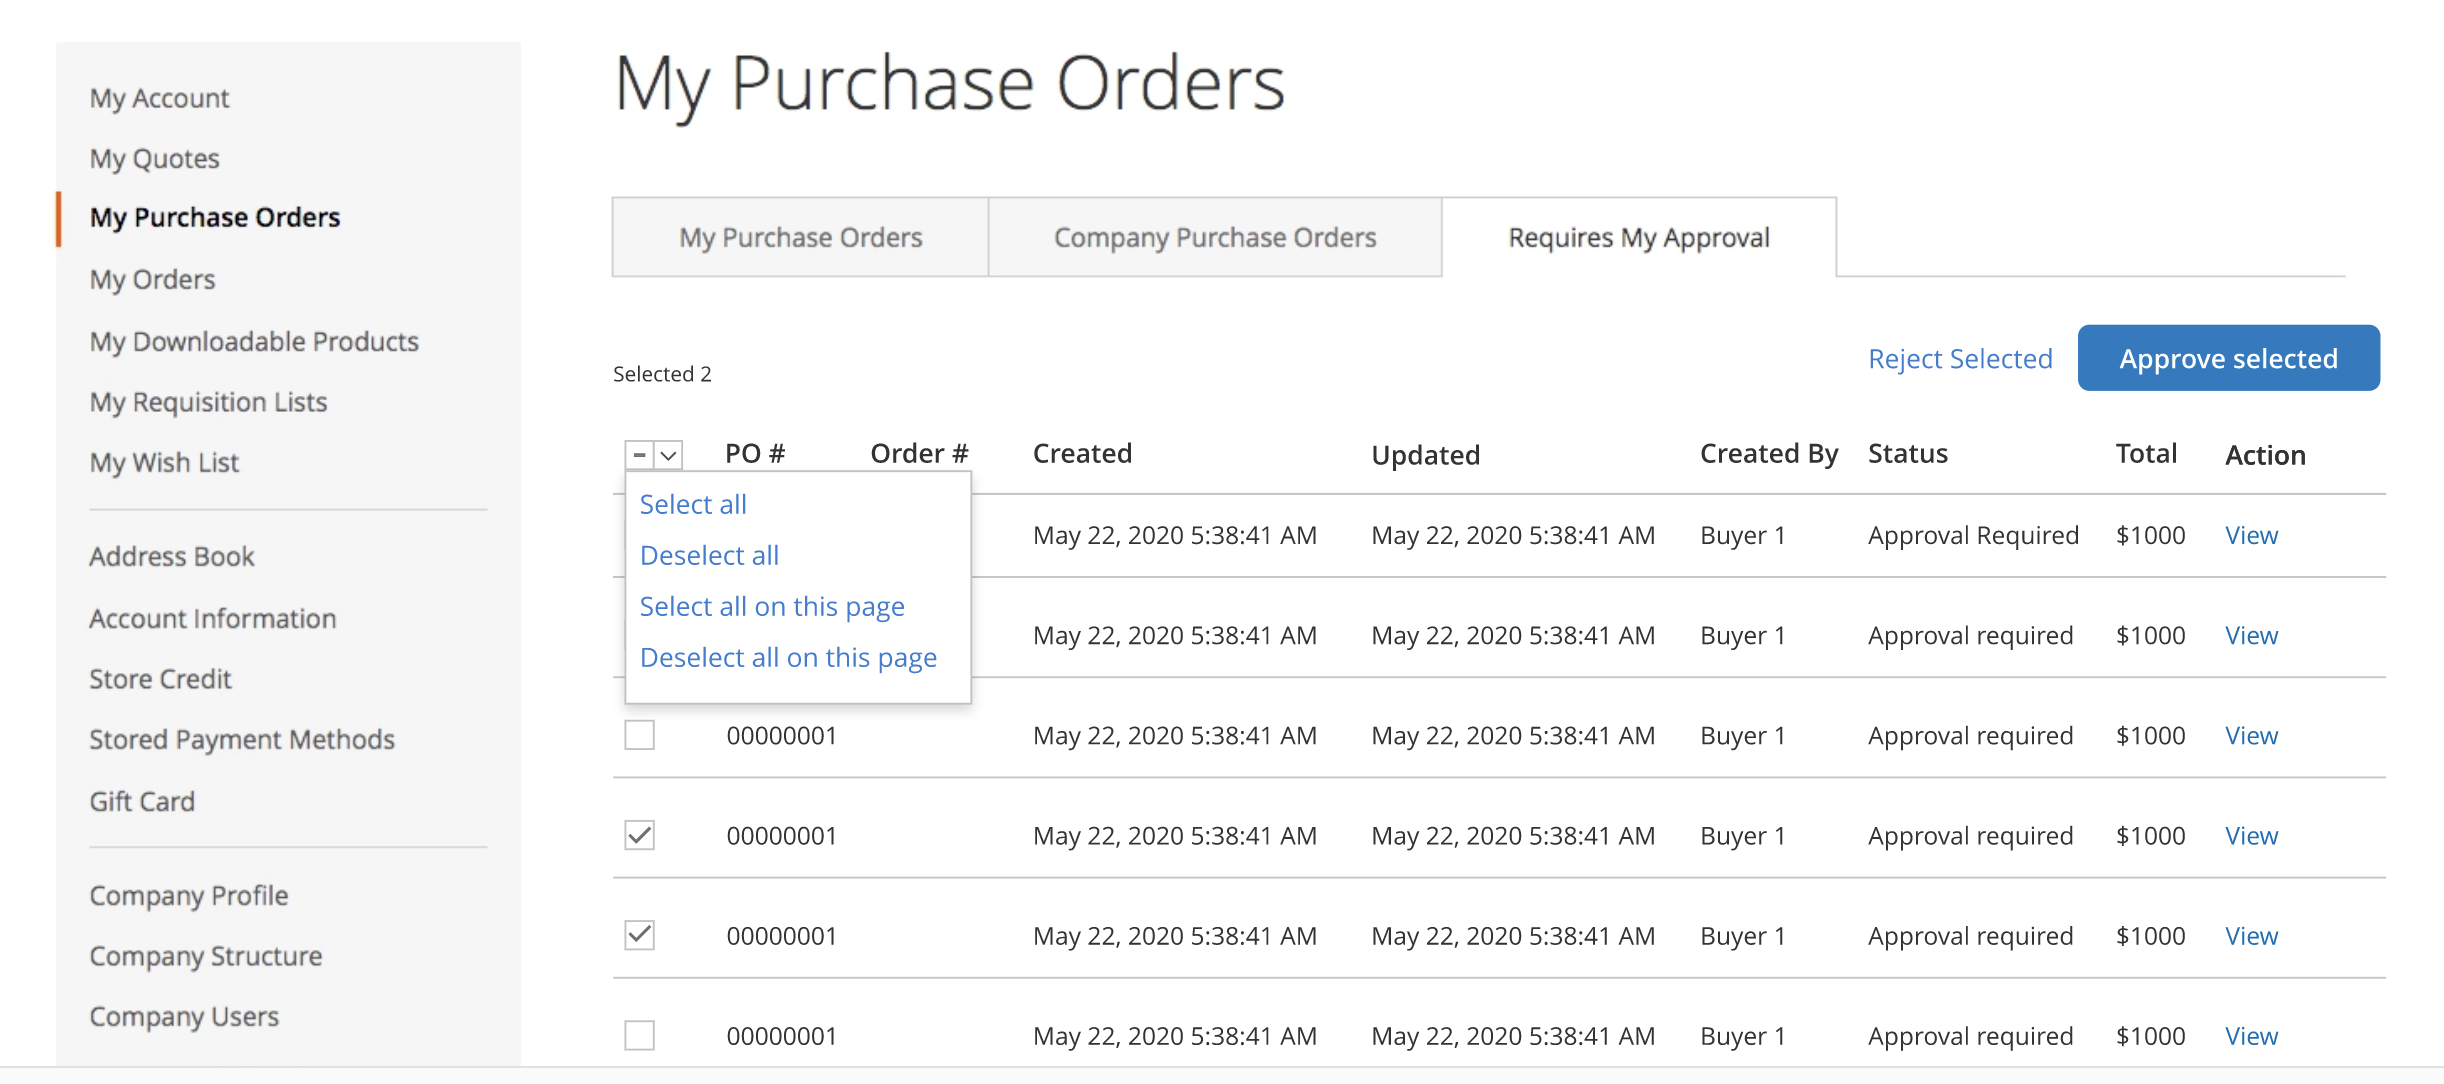 My Account
My Quotes
My Purchase Orders
My Orders
My Downloadable Products
My Requisition Lists
My Wish List
Address Book
Account Information
Store Credit
Stored Payment Methods
Gift Card
Company Profile
Company Structure
Company Users
My Purchase Orders
My Purchase Orders Company Purchase Orders Requires My Approval
Selected 2 Reject Selected Approve selected
PO # Order # Created Updated Created By Status Total Action
Select all
Deselect all
Select all on this page
Deselect all on this page
May 22, 2020 5:38:41 AM May 22, 2020 5:38:41 AM Buyer 1 Approval Required $1000 View
May 22, 2020 5:38:41 AM May 22, 2020 5:38:41 AM Buyer 1 Approval required $1000 View
00000001 May 22, 2020 5:38:41 AM May 22, 2020 5:38:41 AM Buyer 1 Approval required $1000 View
00000001 May 22, 2020 5:38:41 AM May 22, 2020 5:38:41 AM Buyer 1 Approval required $1000 View
00000001 May 22, 2020 5:38:41 AM May 22, 2020 5:38:41 AM Buyer 1 Approval required $1000 View
00000001 May 22, 2020 5:38:41 AM May 22, 2020 5:38:41 AM Buyer 1 Approval required $1000 View